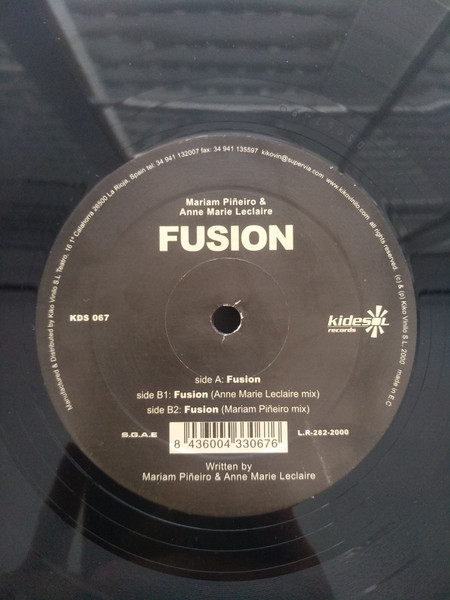 Manufactured & Distributed by Kiko Vinilo S.L Teatro, 16 1º Calahorra 26500 La Rioja, Spain tel: 34 941 132007 fax: 34 941 135597 kikovin@supervia.com www.kikovinilo.com all rights reserved. (c) & (p) Kiko Vinilo S.L 2000 made in E.C
Mariam Piñeiro &
Anne Marie Leclaire
FUSION
KDS 067
kidesol
records
side A: Fusion
side B1: Fusion (Anne Marie Leclaire mix)
side B2: Fusion (Mariam Piñeiro mix)
S.G.A.E
8 436004 330676
L.R-282-2000
Written by
Mariam Piñeiro & Anne Marie Leclaire